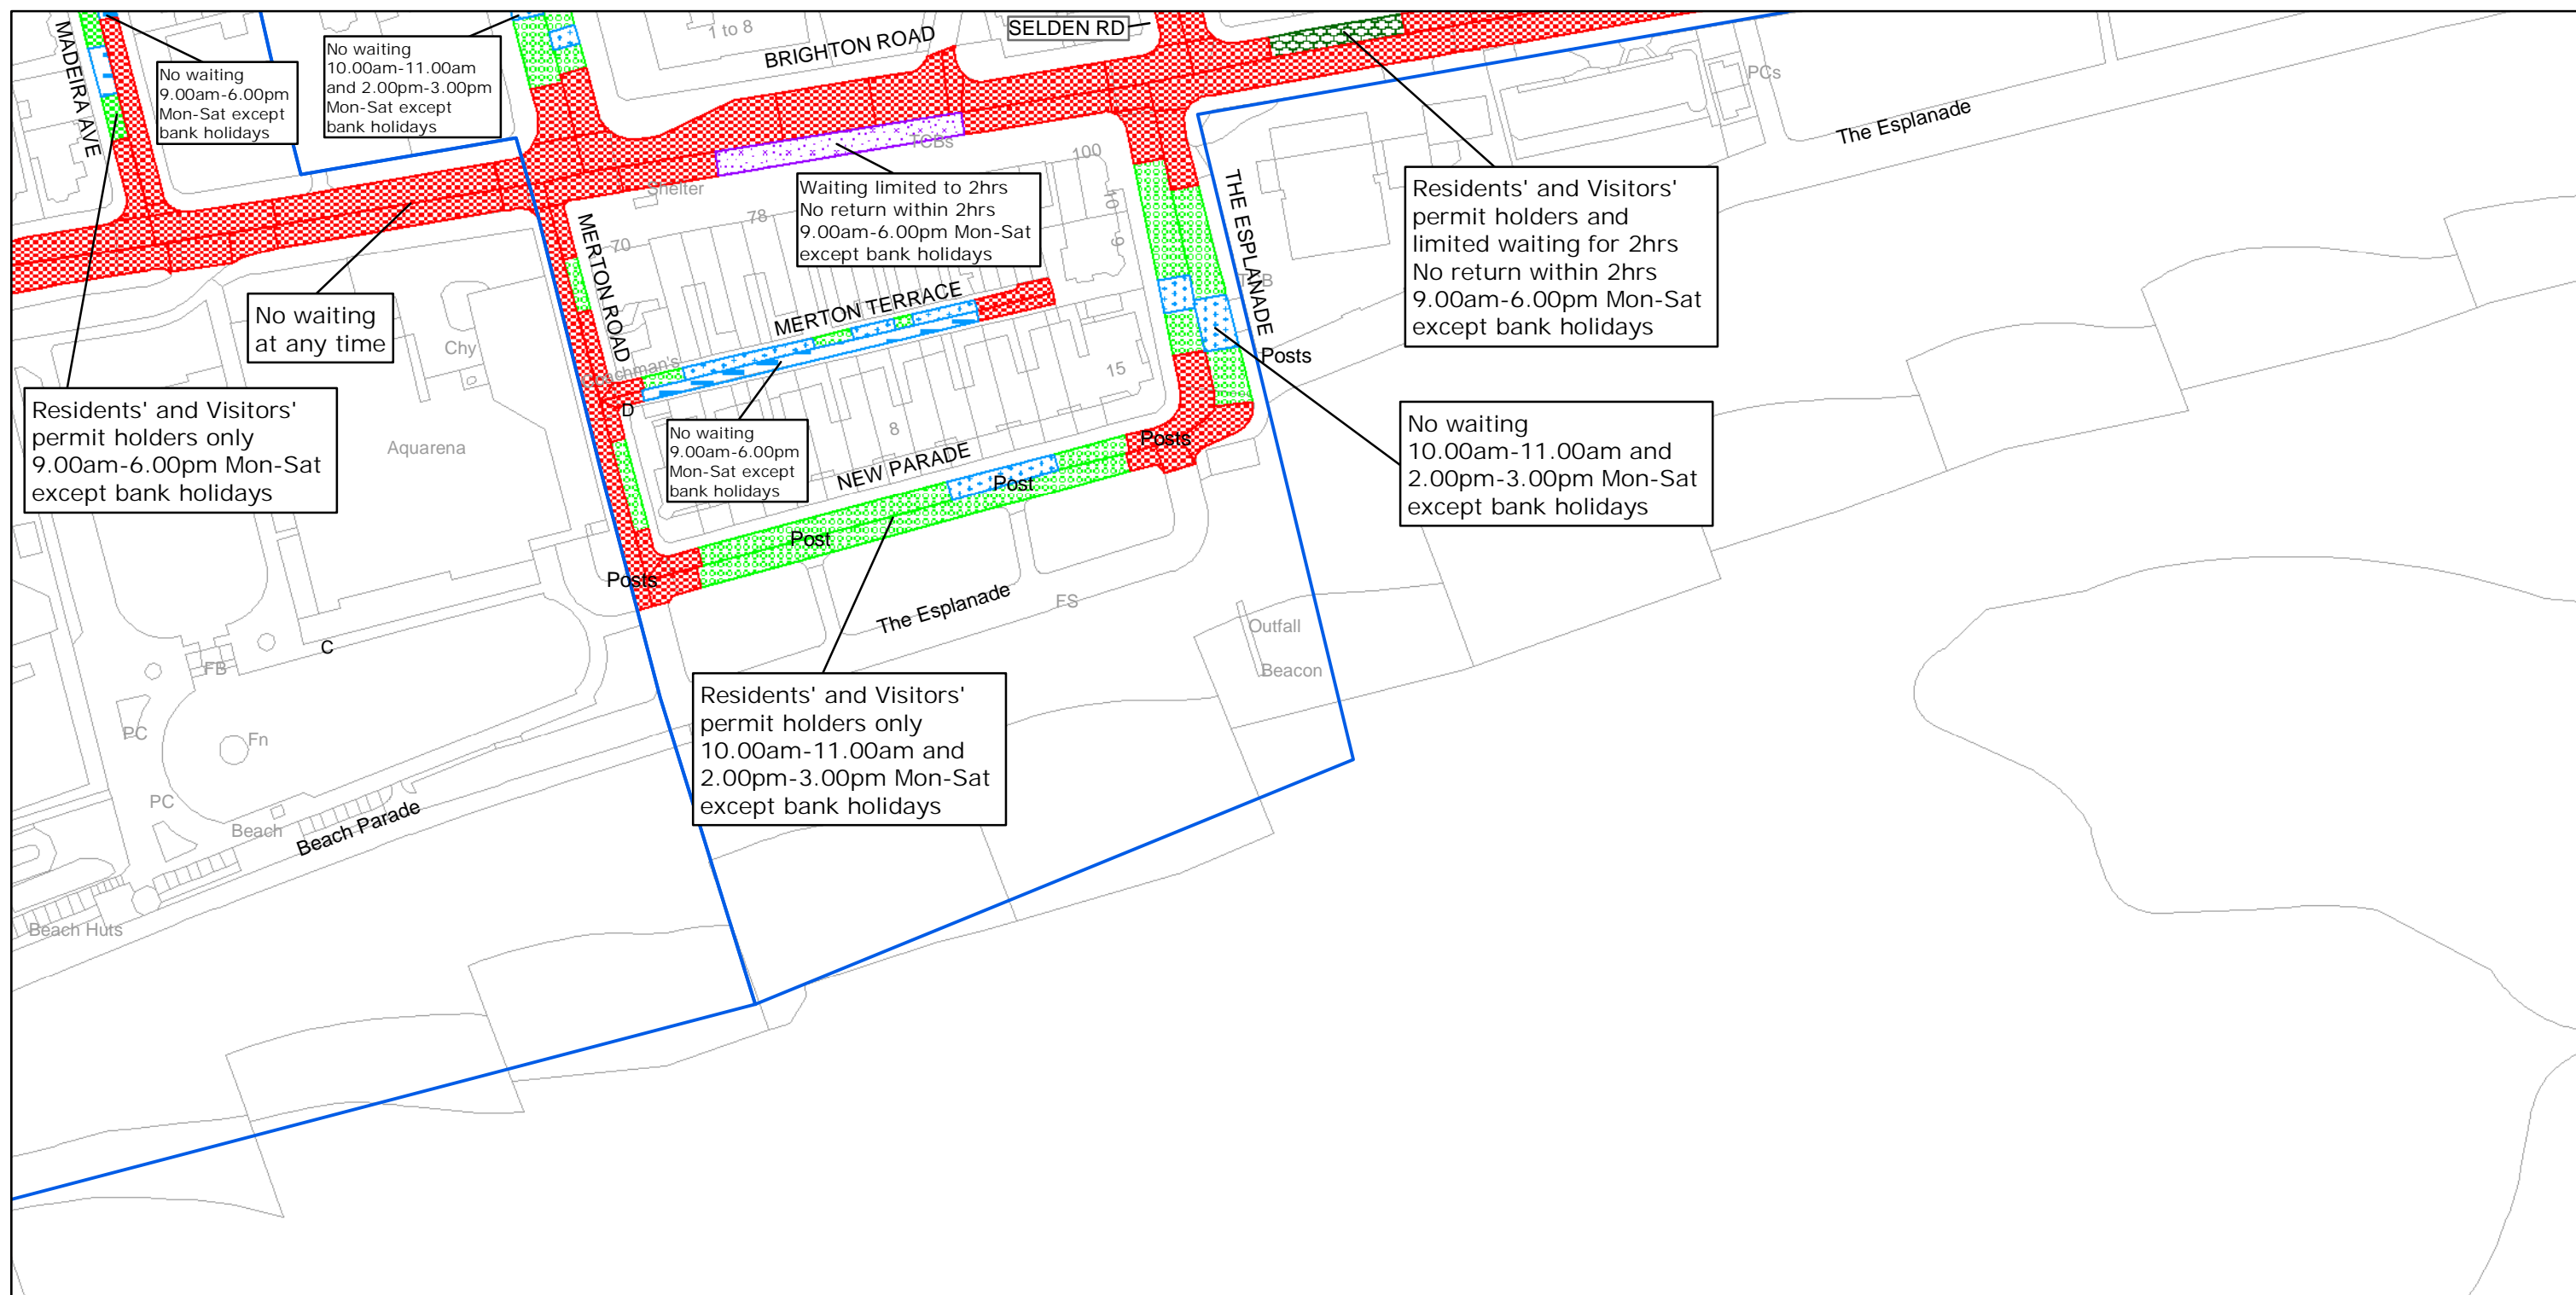 MADEIRA AVE
No waiting
9.00am-6.00pm
Mon-Sat except
bank holidays
No waiting
10.00am-11.00am
and 2.00pm-3.00pm
Mon-Sat except
bank holidays
1 to 8
BRIGHTON ROAD
SELDEN RD
PCs
The Esplanade
TCBs
Shelter
100
10
9
78
70
Waiting limited to 2hrs
No return within 2hrs
9.00am-6.00pm Mon-Sat
except bank holidays
THE ESPLANADE
Residents' and Visitors'
permit holders and
limited waiting for 2hrs
No return within 2hrs
9.00am-6.00pm Mon-Sat
except bank holidays
MERTON ROAD
MERTON TERRACE
No waiting
at any time
Chy
Posts
15
D
8
Residents' and Visitors'
permit holders only
9.00am-6.00pm Mon-Sat
except bank holidays
Aquarena
No waiting
9.00am-6.00pm
Mon-Sat except
bank holidays
No waiting
10.00am-11.00am and
2.00pm-3.00pm Mon-Sat
except bank holidays
NEW PARADE
Posts
Post
Post
Posts
The Esplanade
FS
Outfall
Beacon
C
FB
PC
Fn
PC
Beach
Beach Parade
Beach Huts
Residents' and Visitors'
permit holders only
10.00am-11.00am and
2.00pm-3.00pm Mon-Sat
except bank holidays